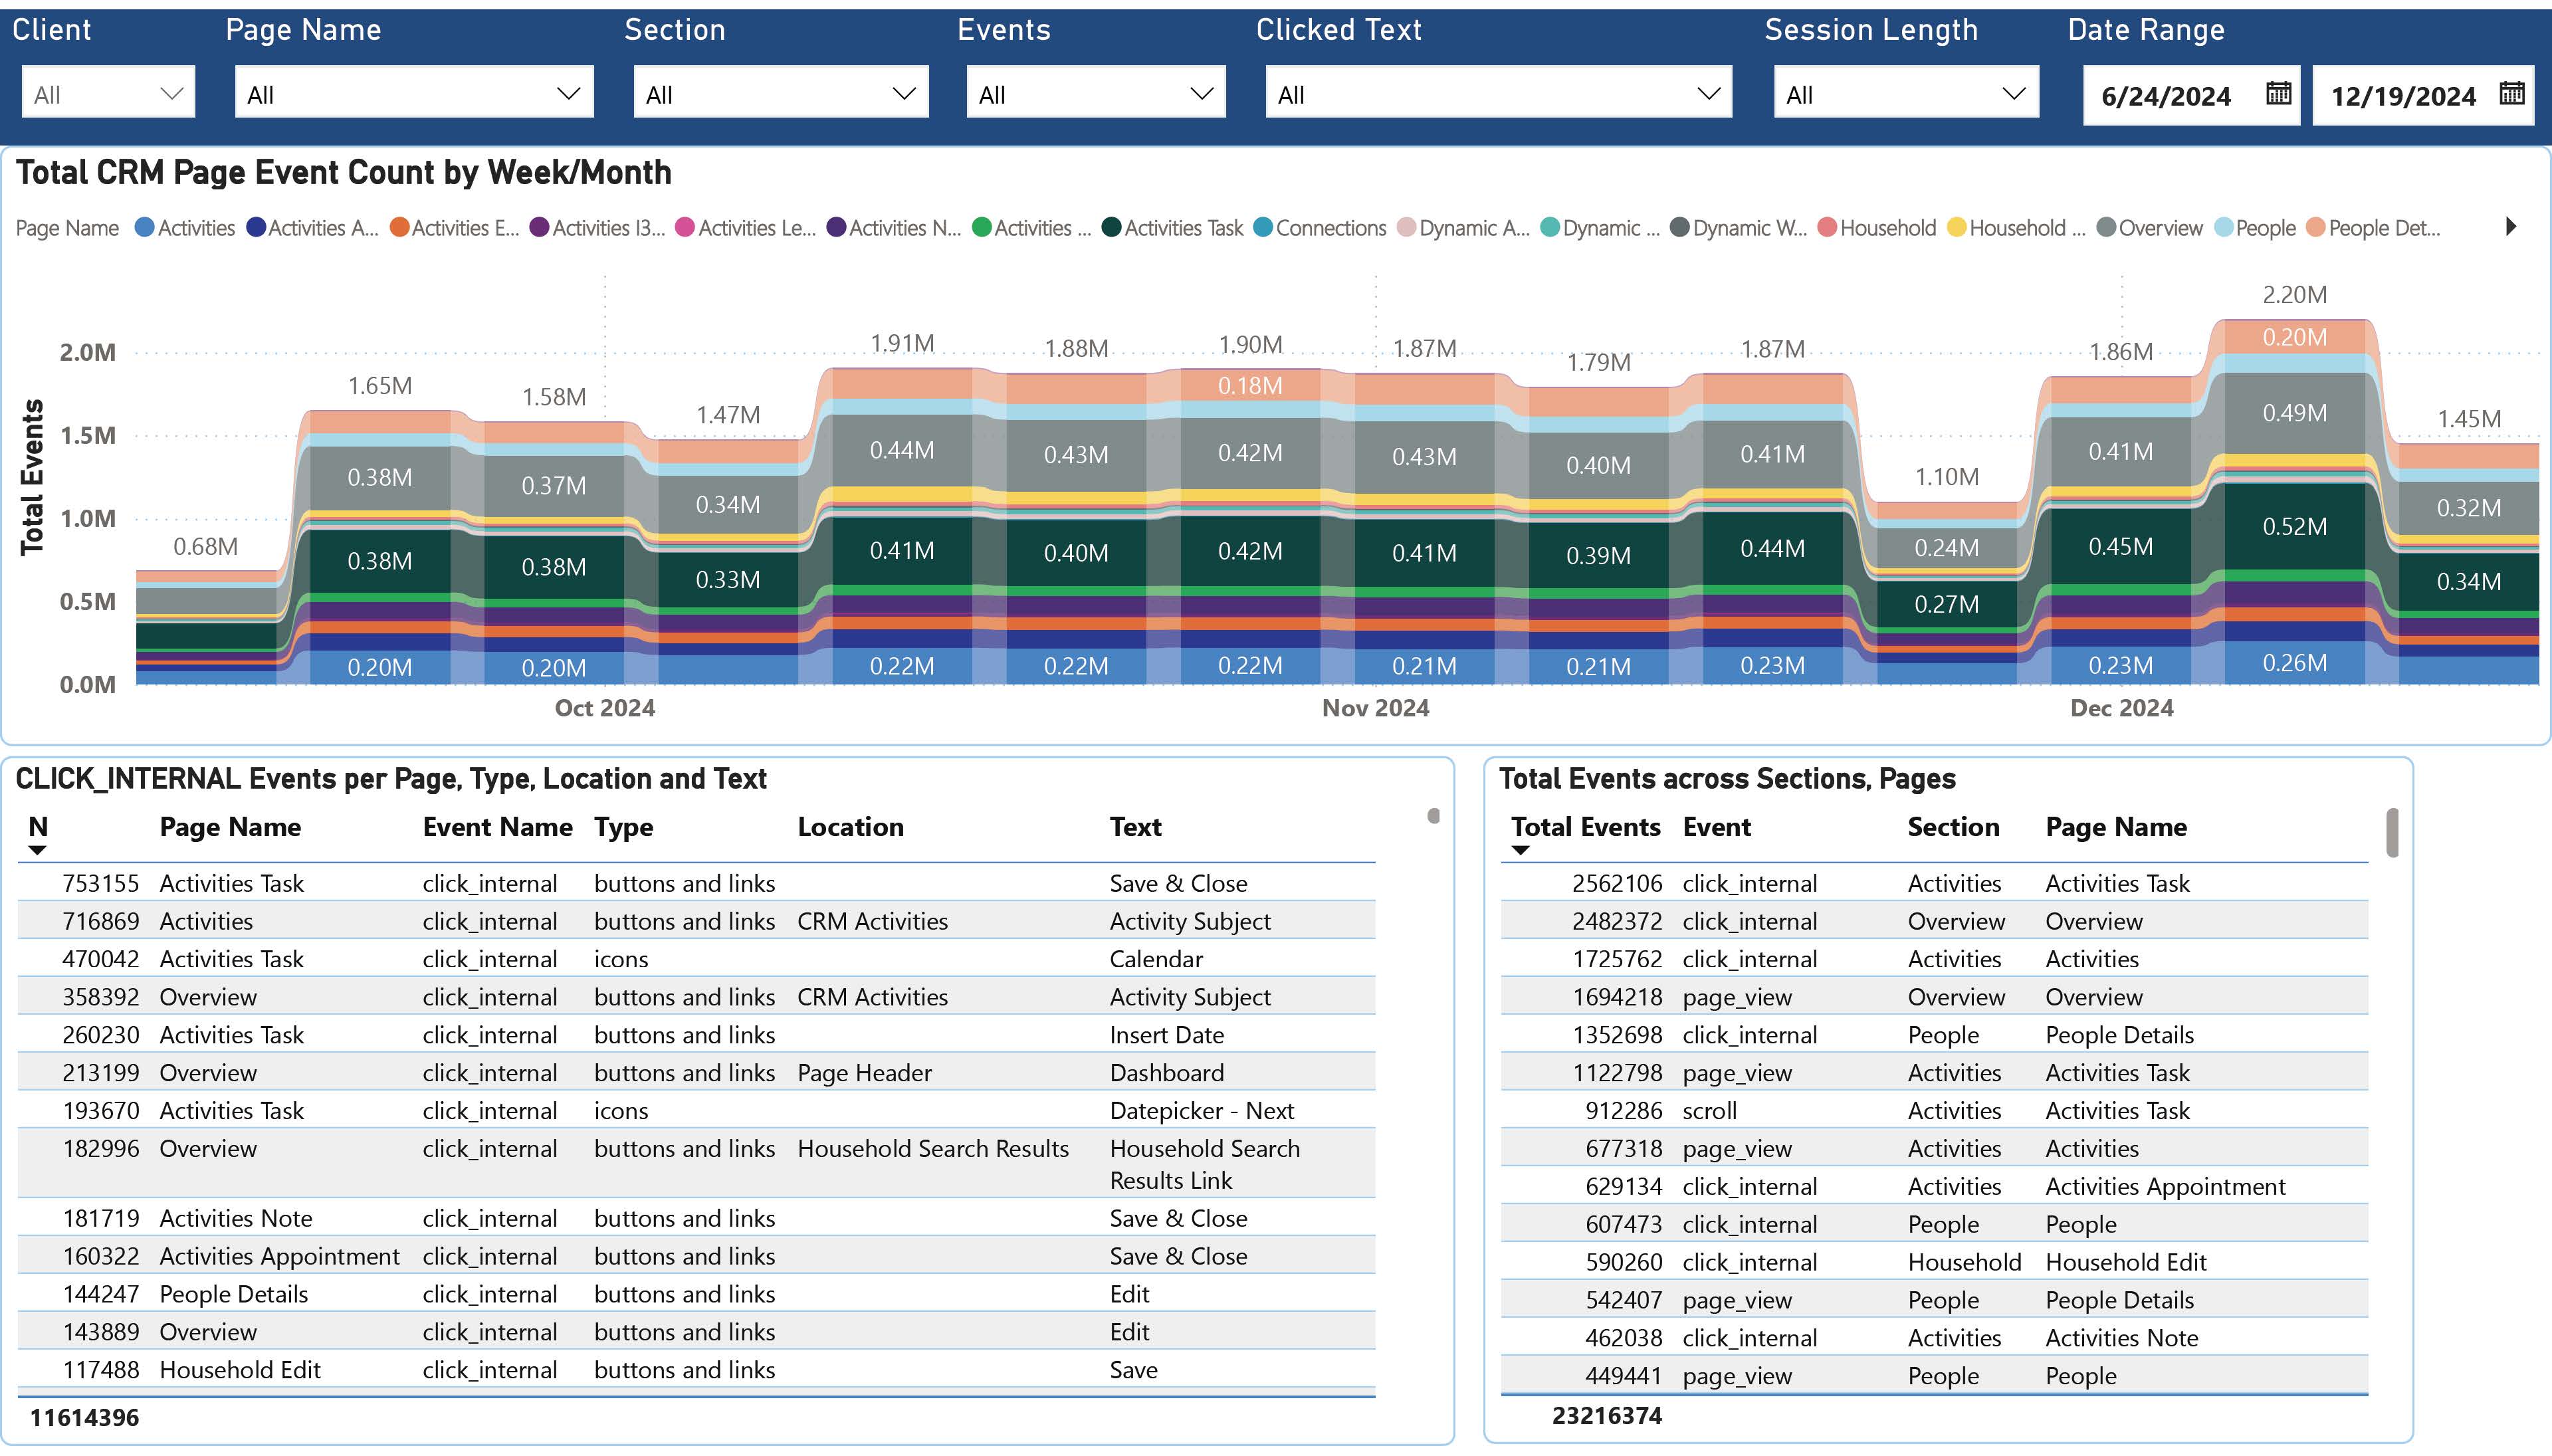 Client Page Name Section Events Clicked Text Session Length Date Range
All All All All All All 6/24/2024 12/19/2024
Total CRM Page Event Count by Week/Month
Page Name Activities Activities A... Activities E... Activities I3... Activities Le... Activities N... Activities ... Activities Task Connections Dynamic A... Dynamic ... Dynamic W... Household Household ... Overview People People Det...
Total Events
2.0M
1.5M
1.0M
0.5M
0.0M
0.68M 1.65M 1.58M 1.47M 1.91M 1.88M 1.90M 1.87M 1.79M 1.87M 1.10M 1.86M 2.20M 1.45M
0.18M 0.20M
0.38M 0.37M 0.34M 0.44M 0.43M 0.42M 0.43M 0.40M 0.41M 0.24M 0.41M 0.49M 0.32M
0.38M 0.38M 0.33M 0.41M 0.40M 0.42M 0.41M 0.39M 0.44M 0.27M 0.45M 0.52M 0.34M
0.20M 0.20M 0.22M 0.22M 0.22M 0.21M 0.21M 0.23M 0.23M 0.26M
Oct 2024 Nov 2024 Dec 2024
CLICK_INTERNAL Events per Page, Type, Location and Text
N Page Name Event Name Type Location Text
753155 Activities Task click_internal buttons and links Save & Close
716869 Activities click_internal buttons and links CRM Activities Activity Subject
470042 Activities Task click_internal icons Calendar
358392 Overview click_internal buttons and links CRM Activities Activity Subject
260230 Activities Task click_internal buttons and links Insert Date
213199 Overview click_internal buttons and links Page Header Dashboard
193670 Activities Task click_internal icons Datepicker - Next
182996 Overview click_internal buttons and links Household Search Results Household Search
Results Link
181719 Activities Note click_internal buttons and links Save & Close
160322 Activities Appointment click_internal buttons and links Save & Close
144247 People Details click_internal buttons and links Edit
143889 Overview click_internal buttons and links Edit
117488 Household Edit click_internal buttons and links Save
11614396
Total Events across Sections, Pages
Total Events Event Section Page Name
2562106 click_internal Activities Activities Task
2482372 click_internal Overview Overview
1725762 click_internal Activities Activities
1694218 page_view Overview Overview
1352698 click_internal People People Details
1122798 page_view Activities Activities Task
912286 scroll Activities Activities Task
677318 page_view Activities Activities
629134 click_internal Activities Activities Appointment
607473 click_internal People People
590260 click_internal Household Household Edit
542407 page_view People People Details
462038 click_internal Activities Activities Note
449441 page_view People People
23216374